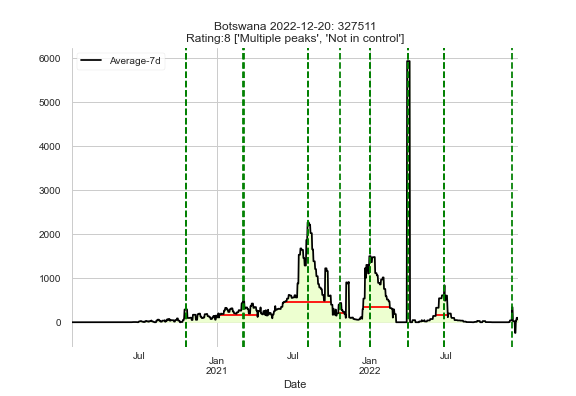 Botswana 2022-12-20: 327511
Rating:8 ['Multiple peaks', 'Not in control']
Average-7d
6000
5000
4000
3000
2000
1000
0
Jul
Jan
2021
Jul
Jan
2022
Jul
Date